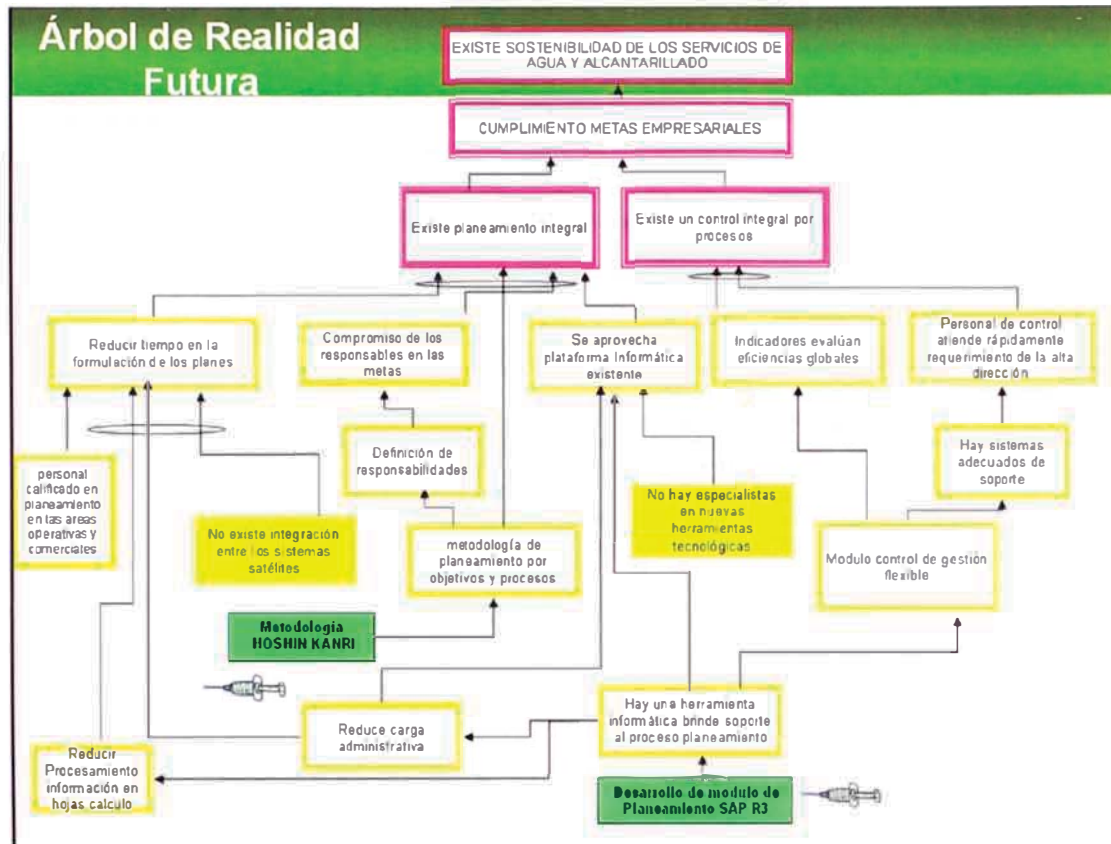 Árbol de Realidad
Futura
EXISTE SOSTENIBILIDAD DE LOS SERVICIOS DE
AGUA Y ALCANTARILLADO
CUMPLIMIENTO METAS EMPRESARIALES
Existe planeamiento integral
Existe un control integral por
procesos
Reducir tiempo en la
formulación de los planes
Compromiso de los
responsables en las
metas
Se aprovecha
plataforma Informática
existente
Indicadores evalúan
eficiencias globales
Personal de control
atiende rápidamente
requerimiento de la alta
dirección
personal
calificado en
planeamiento
en las areas
operativas y
comerciales
No existe integración
entre los sistemas
satélites
Definición de
responsabilidades
metodología de
planeamiento por
objetivos y procesos
No hay especialistas
en nuevas
herramientas
tecnológicas
Hay sistemas
adecuados de
soporte
Modulo control de gestión
flexible
Metodología
HOSHIN KANRI
Reducir
Procesamiento
información en
hojas calculo
Reduce carga
administrativa
Hay una herramienta
informática brinde soporte
al proceso planeamiento
Desarrollo de modulo de
Planeamiento SAP R3